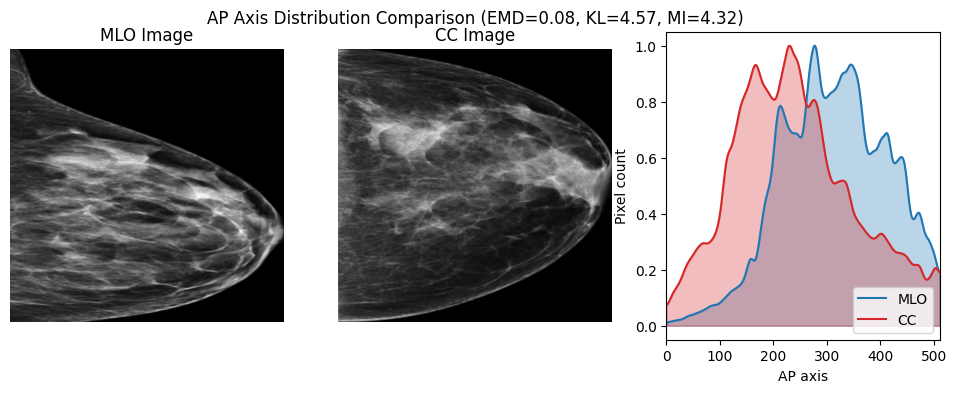 AP Axis Distribution Comparison (EMD=0.08, KL=4.57, MI=4.32)
MLO Image
CC Image
Pixel count
1.0
0.8
0.6
0.4
0.2
0.0
MLO
CC
0 100 200 300 400 500
AP axis